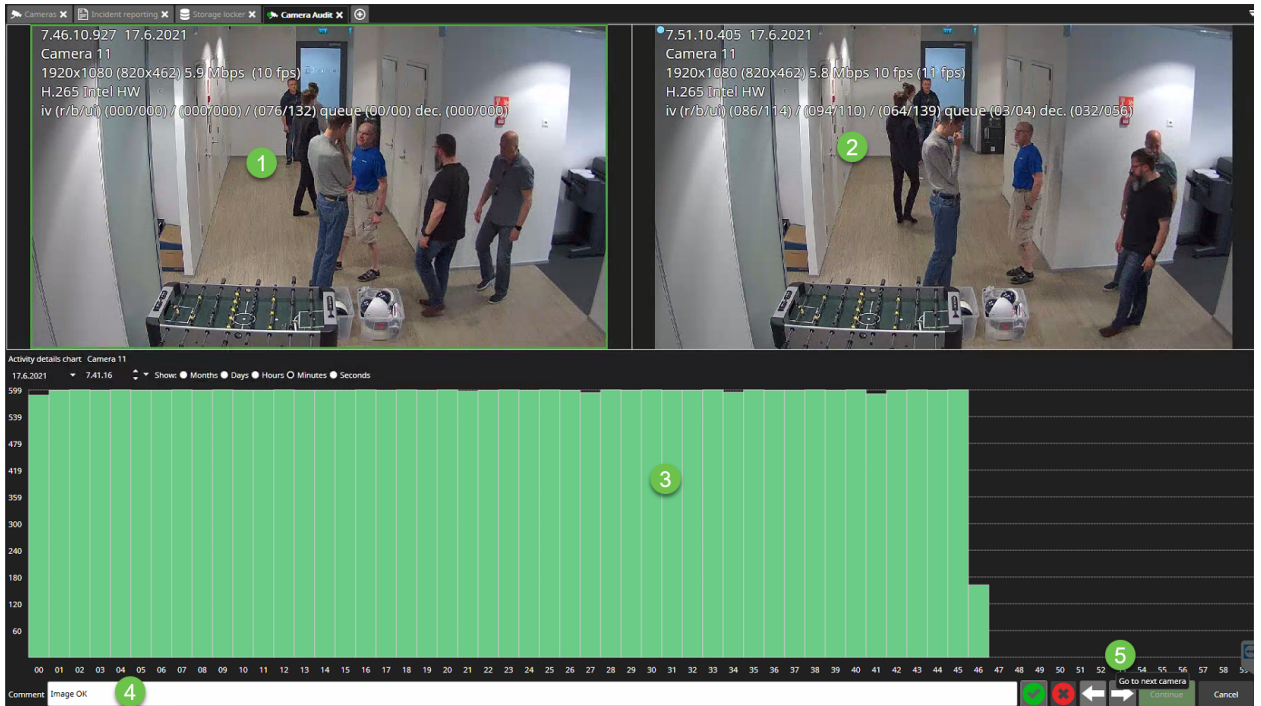 Cameras Incident reporting Storage locker Camera Audit
7.46.10.927 17.6.2021
Camera 11
1920x1080 (820x462) 5.9 Mbps (10 fps)
H.265 Intel HW
iv (r/b/ui) (000/000) / (000/000) / (076/132) queue (00/00) dec. (000/000)
1
7.51.10.405 17.6.2021
Camera 11
1920x1080 (820x462) 5.8 Mbps 10 fps (11 fps)
H.265 Intel HW
iv (r/b/ui) (086/114) / (094/110) / (064/139) queue (03/04) dec. (032/056)
2
Activity details chart Camera 11
17.6.2021 7.41.16 Show: Months Days Hours Minutes Seconds
599
539
479
419
3
359
300
240
180
120
60
5
00 01 02 03 04 05 06 07 08 09 10 11 12 13 14 15 16 17 18 19 20 21 22 23 24 25 26 27 28 29 30 31 32 33 34 35 36 37 38 39 40 41 42 43 44 45 46 47 48 49 50 51 52 53 54 55 56 57 58 59
Go to next camera
Comment Image OK 4 Continue Cancel